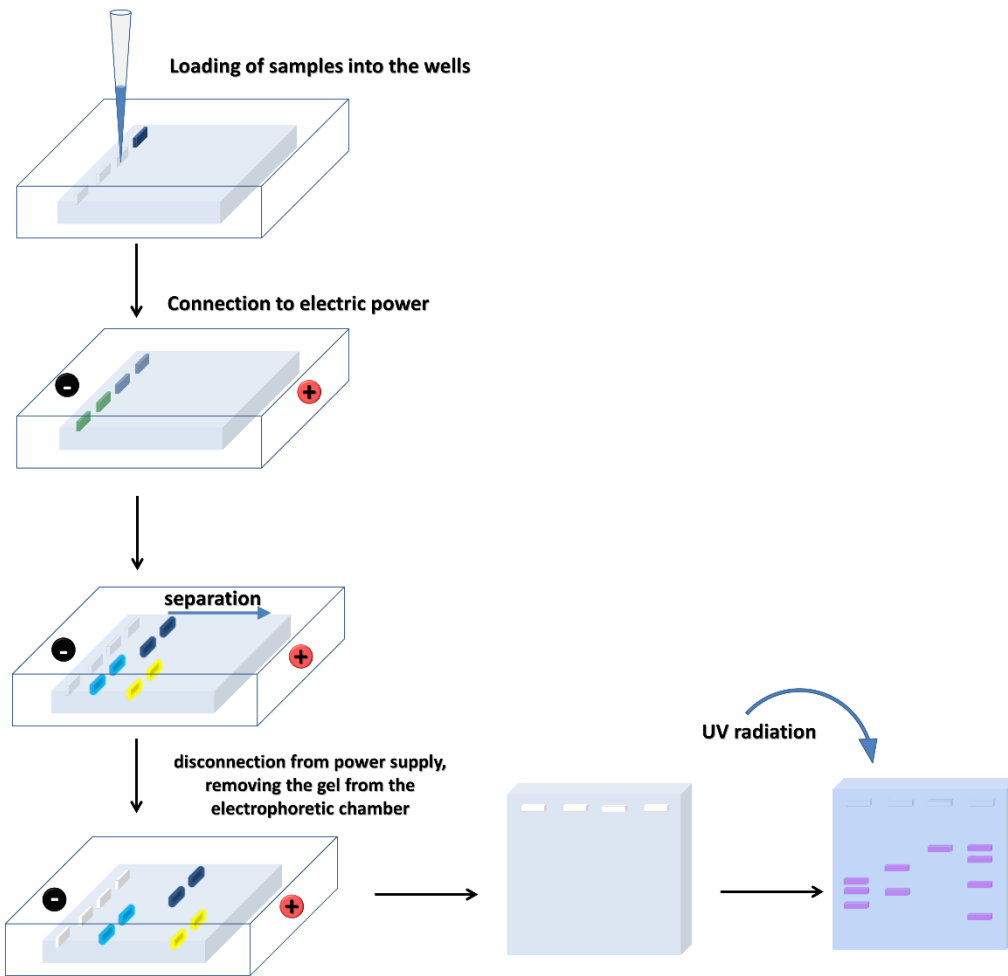 Loading of samples into the wells
Connection to electric power
-
+
separation
-
+
disconnection from power supply,
removing the gel from the
electrophoretic chamber
UV radiation
-
+